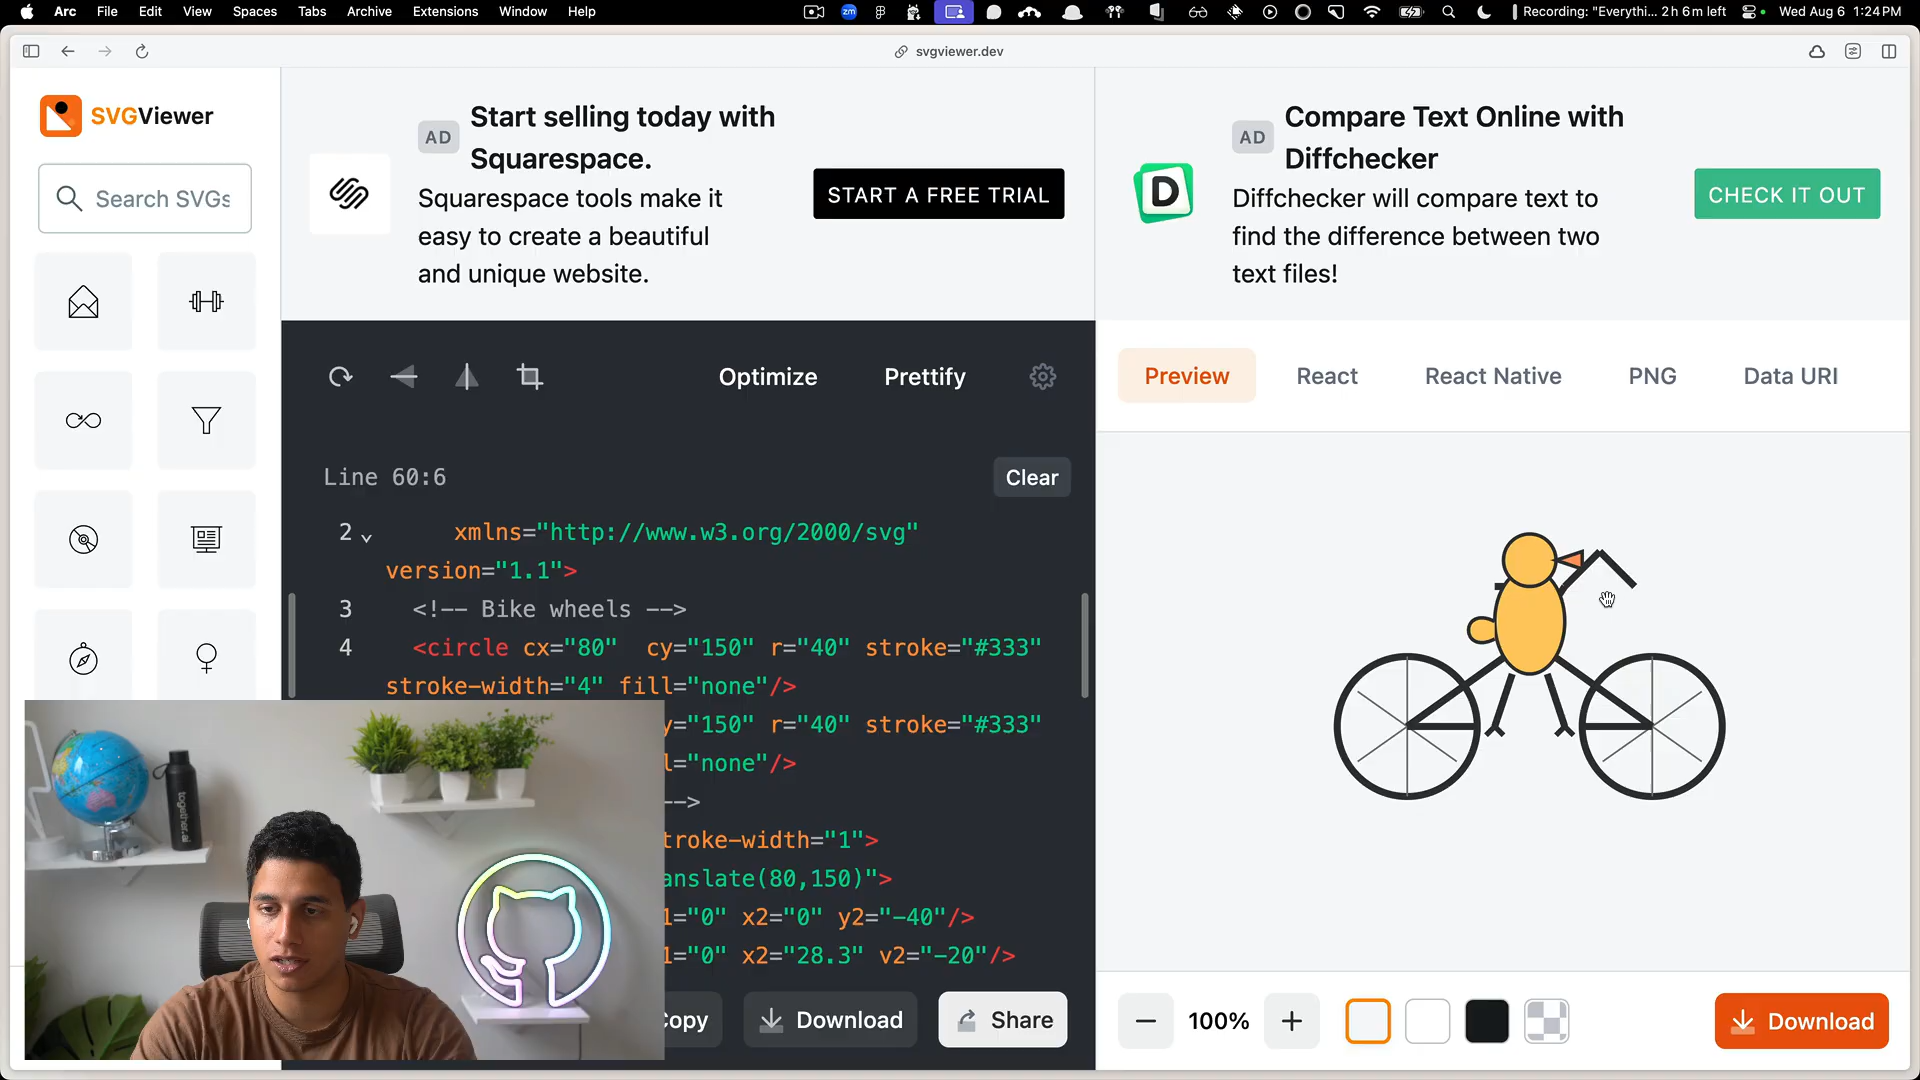 Arc File Edit View Spaces Tabs Archive Extensions Window Help
zm
Recording: "Everythi... 2 h 6 m left
Wed Aug 6 1:24 PM
svgviewer.dev
SVGViewer
Search SVGs
AD
Start selling today with
Squarespace.
Squarespace tools make it
easy to create a beautiful
and unique website.
START A FREE TRIAL
D
AD
Compare Text Online with
Diffchecker
Diffchecker will compare text to
find the difference between two
text files!
CHECK IT OUT
Optimize
Prettify
Line 60:6
Clear
2 xmlns="http://www.w3.org/2000/svg"
version="1.1">
3 <!-- Bike wheels -->
4 <circle cx="80" cy="150" r="40" stroke="#333"
stroke-width="4" fill="none"/>
y="150" r="40" stroke="#333"
l="none"/>
-->
troke-width="1">
anslate(80,150)">
1="0" x2="0" y2="-40"/>
1="0" x2="28.3" y2="-20"/>
Copy
Download
Share
Preview
React
React Native
PNG
Data URI
100%
Download
together.ai